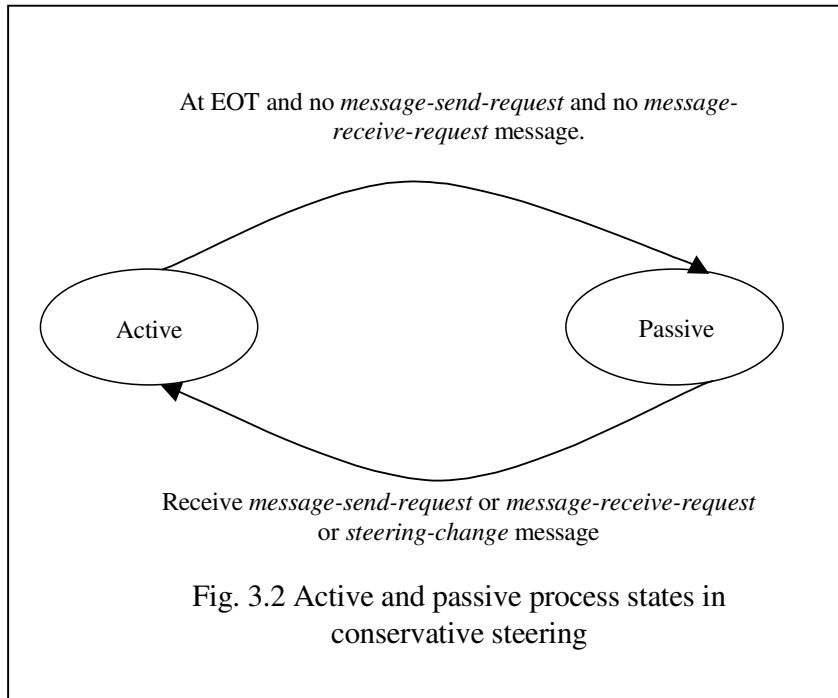 At EOT and no message-send-request and no message-
receive-request message.
Active
Passive
Receive message-send-request or message-receive-request
or steering-change message
Fig. 3.2 Active and passive process states in
conservative steering